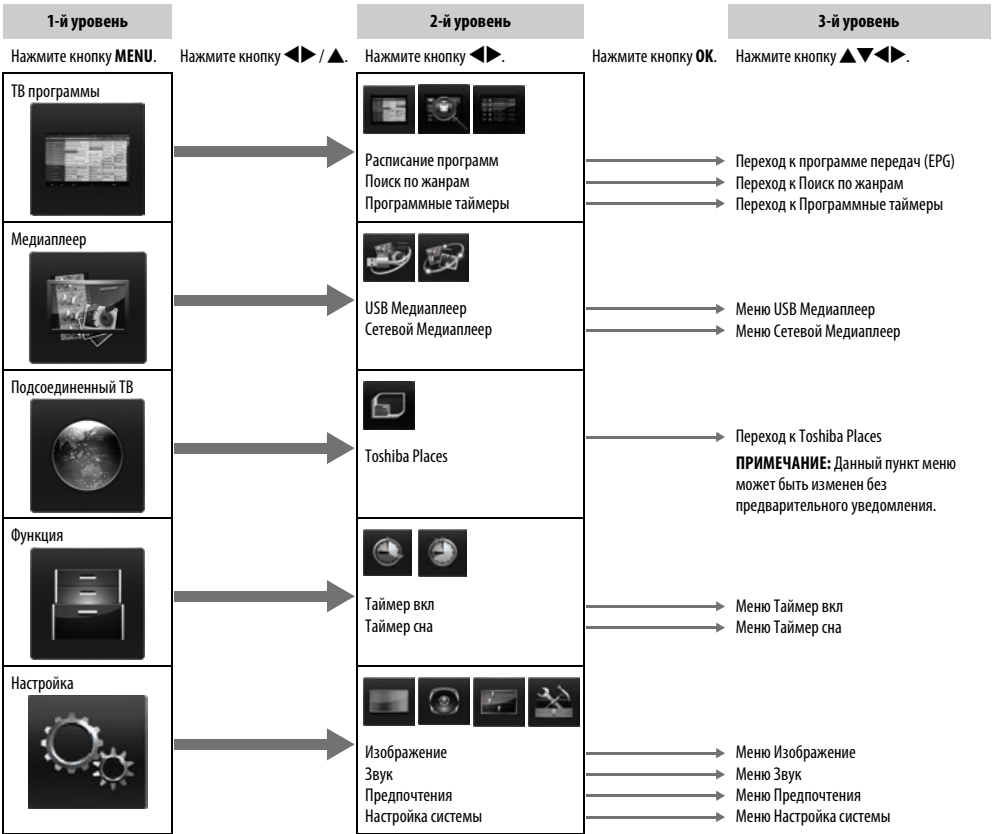 1-й уровень
2-й уровень
3-й уровень
Нажмите кнопку MENU.
Нажмите кнопку ◀▶ / ▲.
Нажмите кнопку ◀▶.
Нажмите кнопку OK.
Нажмите кнопку ▲▼◀▶.
ТВ программы
Расписание программ
Поиск по жанрам
Программные таймеры
Переход к программе передач (EPG)
Переход к Поиск по жанрам
Переход к Программные таймеры
Медиаплеер
USB Медиаплеер
Сетевой Медиаплеер
Меню USB Медиаплеер
Меню Сетевой Медиаплеер
Подсоединенный ТВ
Toshiba Places
Переход к Toshiba Places
ПРИМЕЧАНИЕ: Данный пункт меню
может быть изменен без
предварительного уведомления.
Функция
Таймер вкл
Таймер сна
Меню Таймер вкл
Меню Таймер сна
Настройка
Изображение
Звук
Предпочтения
Настройка системы
Меню Изображение
Меню Звук
Меню Предпочтения
Меню Настройка системы